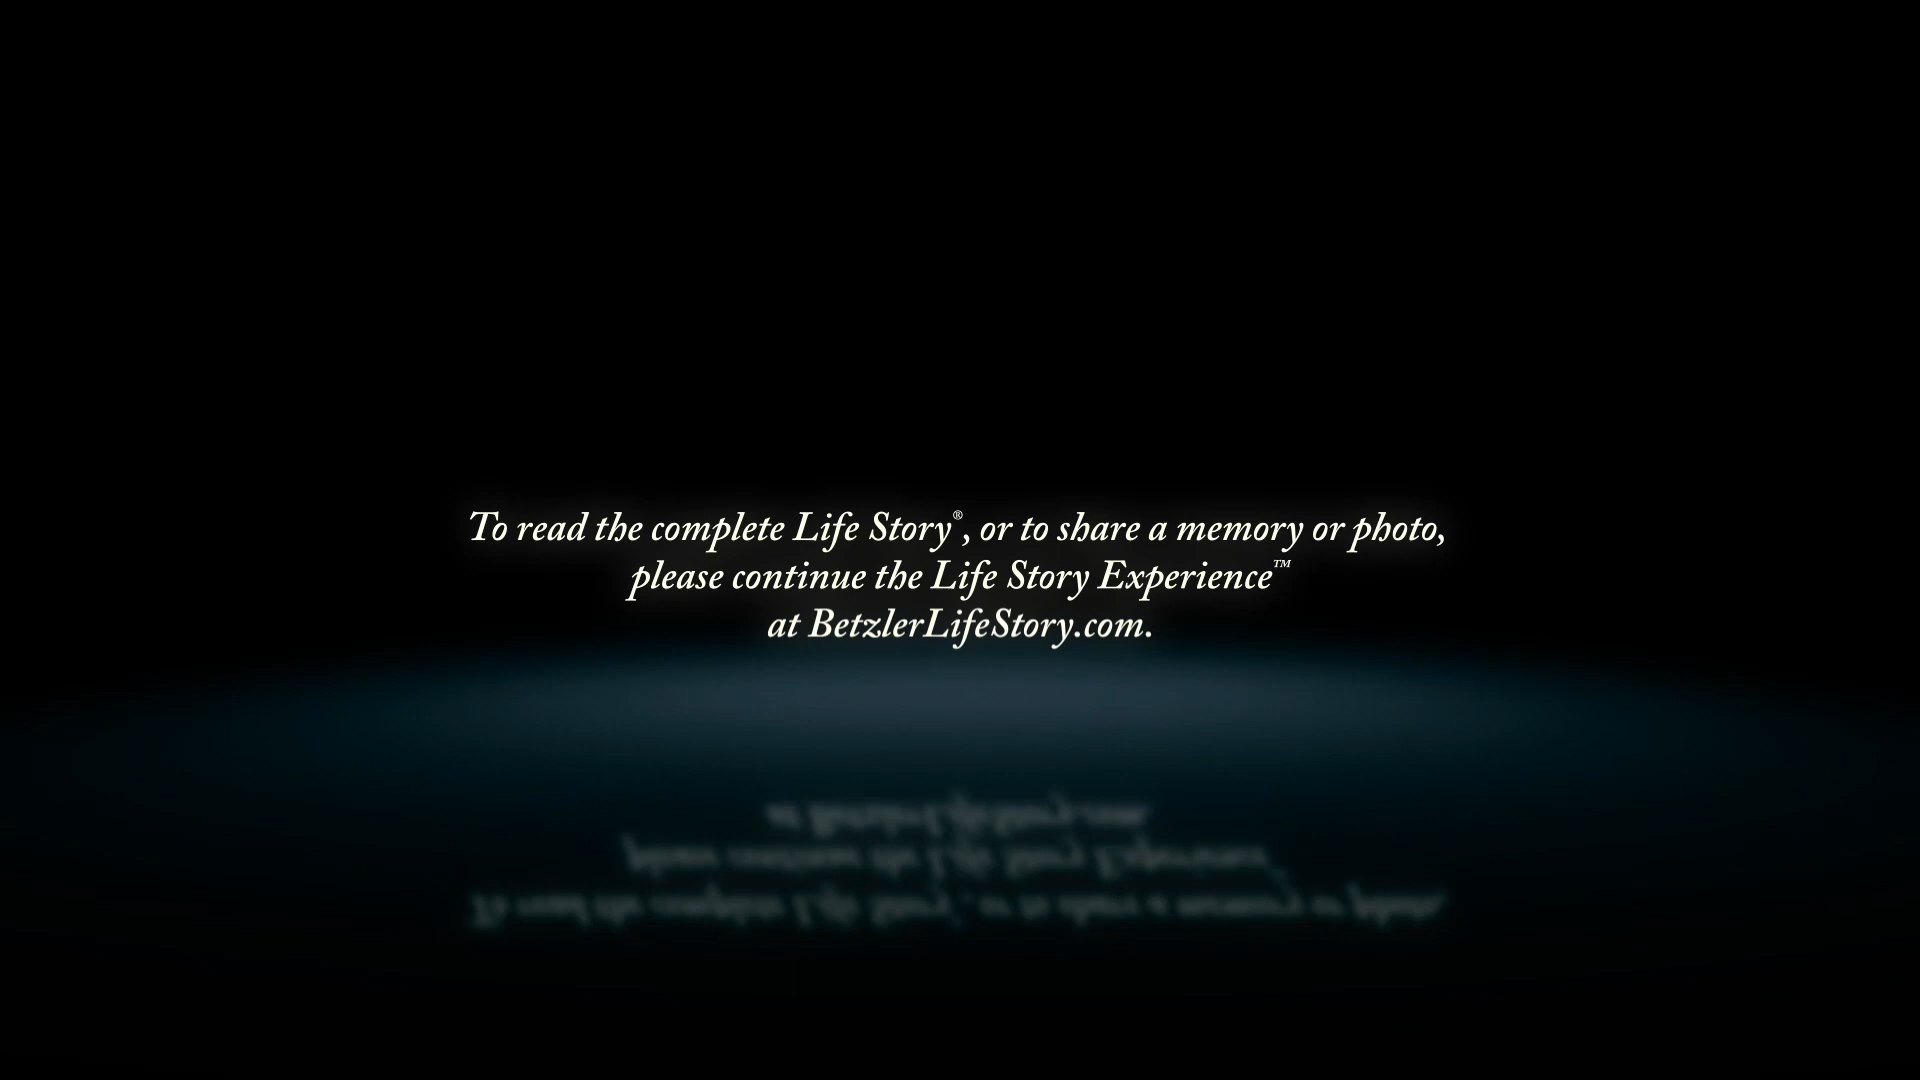 To read the complete Life Story®, or to share a memory or photo,
please continue the Life Story Experience™
at BetzlerLifeStory.com.